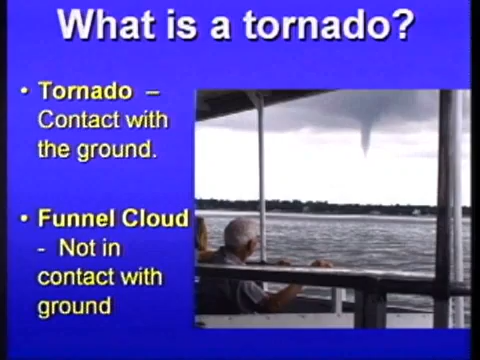 What is a tornado?
• Tornado –
Contact with
the ground.
• Funnel Cloud
- Not in
contact with
ground